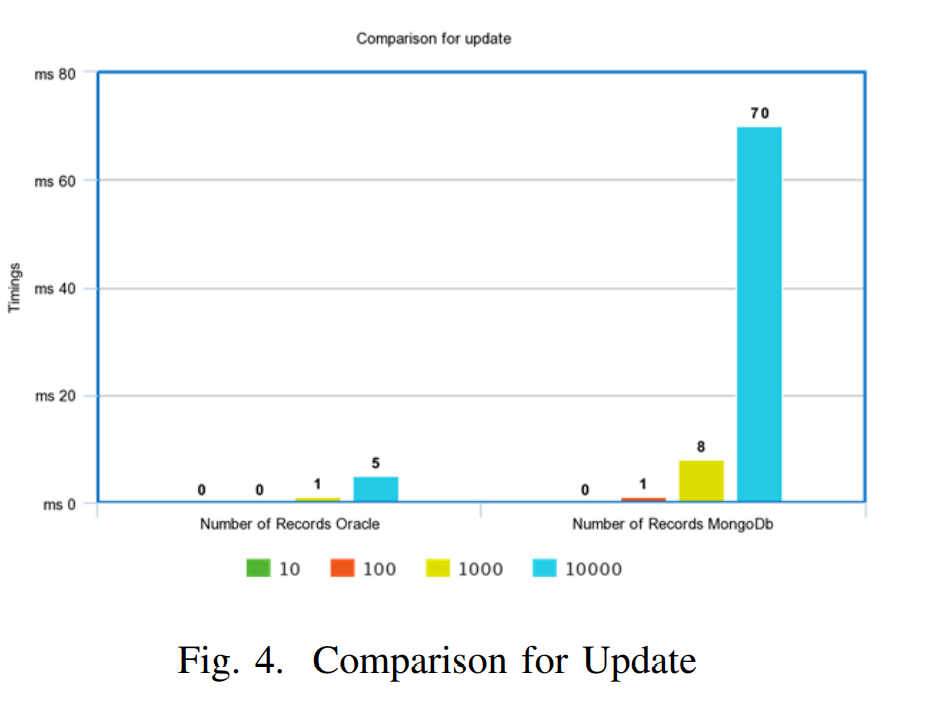 Comparison for update
ms 80
ms 60
ms 40
ms 20
ms 0
Timings
0 0 1 5 0 1 8 70
Number of Records Oracle Number of Records MongoDb
10 100 1000 10000
Fig. 4. Comparison for Update